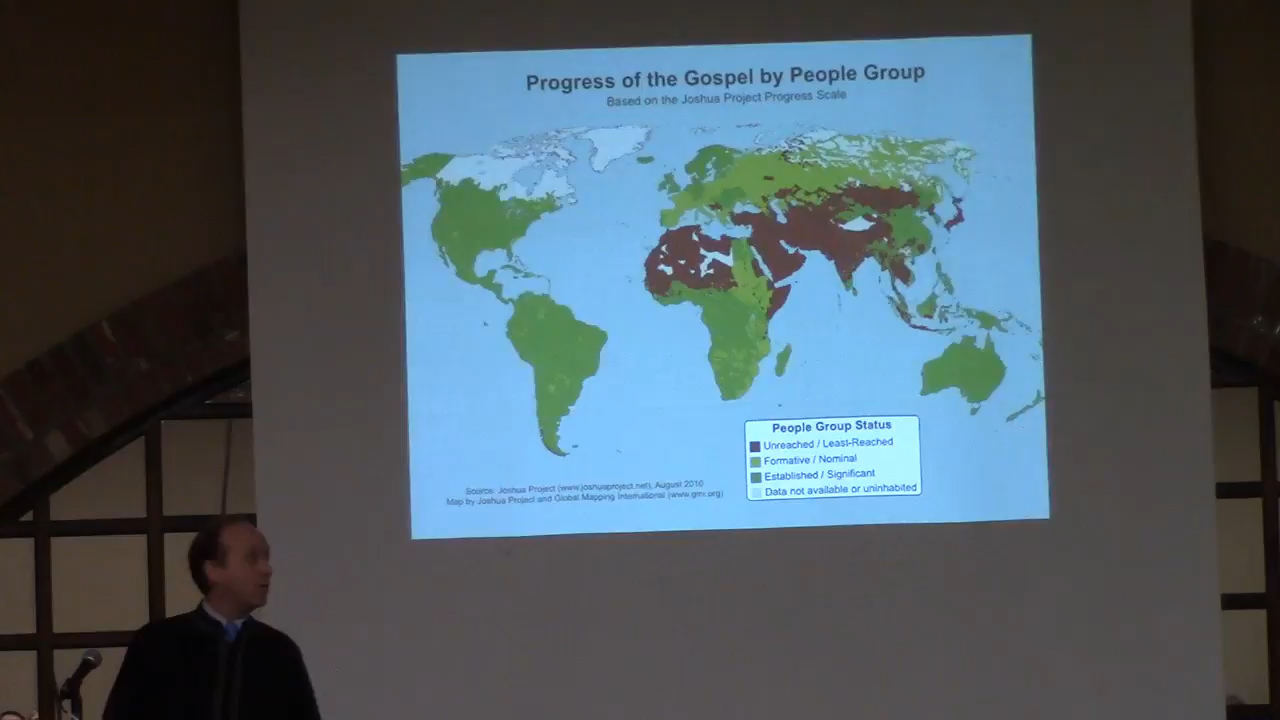 Progress of the Gospel by People Group
Based on the Joshua Project Progress Scale
People Group Status
Unreached / Least-Reached
Formative / Nominal
Established / Significant
Data not available or uninhabited
Source: Joshua Project (www.joshuaproject.net), August 2010
Map by Joshua Project and Global Mapping International (www.gmi.org)